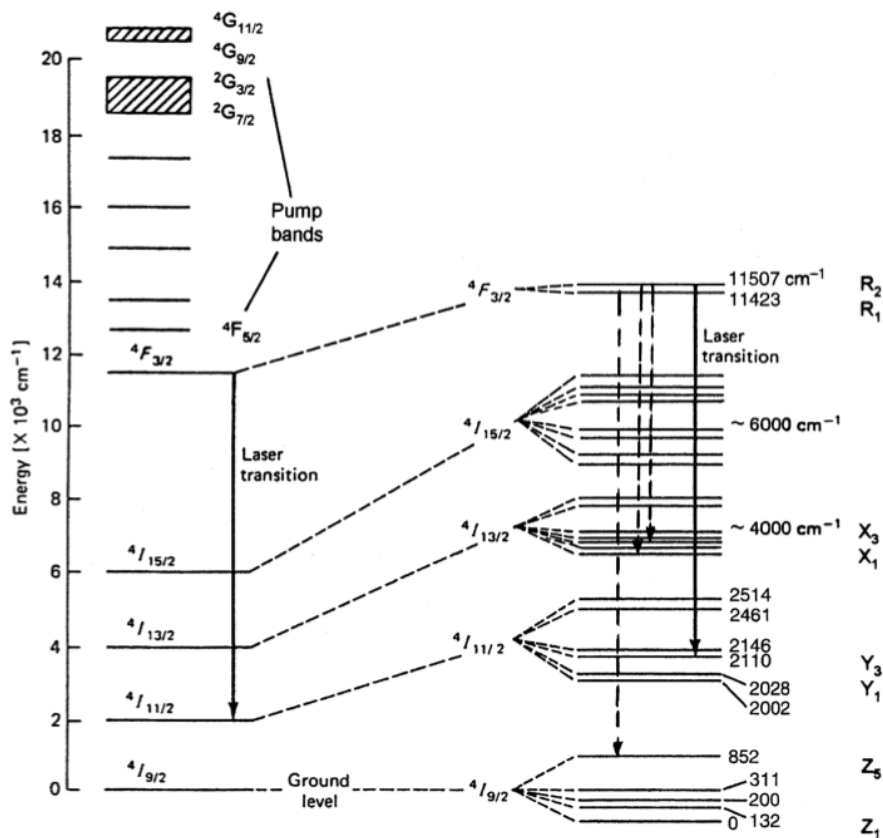 ⁴G₁₁/₂
⁴G₉/₂
²G₃/₂
²G₇/₂
20
18
16
14
12
10
8
6
4
2
0
Energy [X 10³ cm⁻¹]
Pump
bands
⁴F₅/₂
⁴F₃/₂
Laser
transition
⁴I₁₅/₂
⁴I₁₃/₂
⁴I₁₁/₂
⁴I₉/₂
Ground
level
⁴F₃/₂
⁴I₁₅/₂
⁴I₁₃/₂
⁴I₁₁/₂
⁴I₉/₂
11507 cm⁻¹
11423
R₂
R₁
Laser
transition
~ 6000 cm⁻¹
~ 4000 cm⁻¹
X₃
X₁
2514
2461
2146
2110
2028
2002
Y₃
Y₁
852
311
200
132
0
Z₅
Z₁